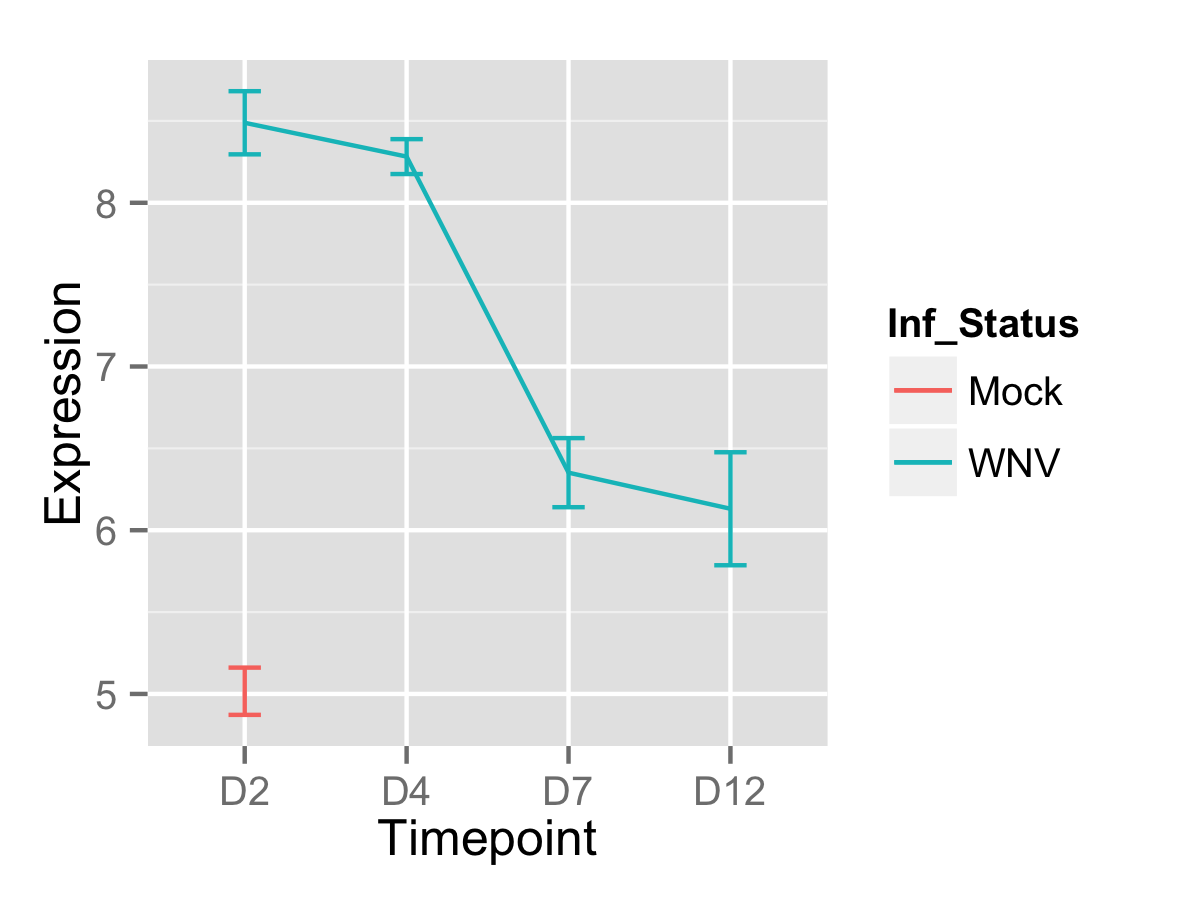 Expression
8
7
6
5
D2 D4 D7 D12
Timepoint
Inf_Status
Mock
WNV